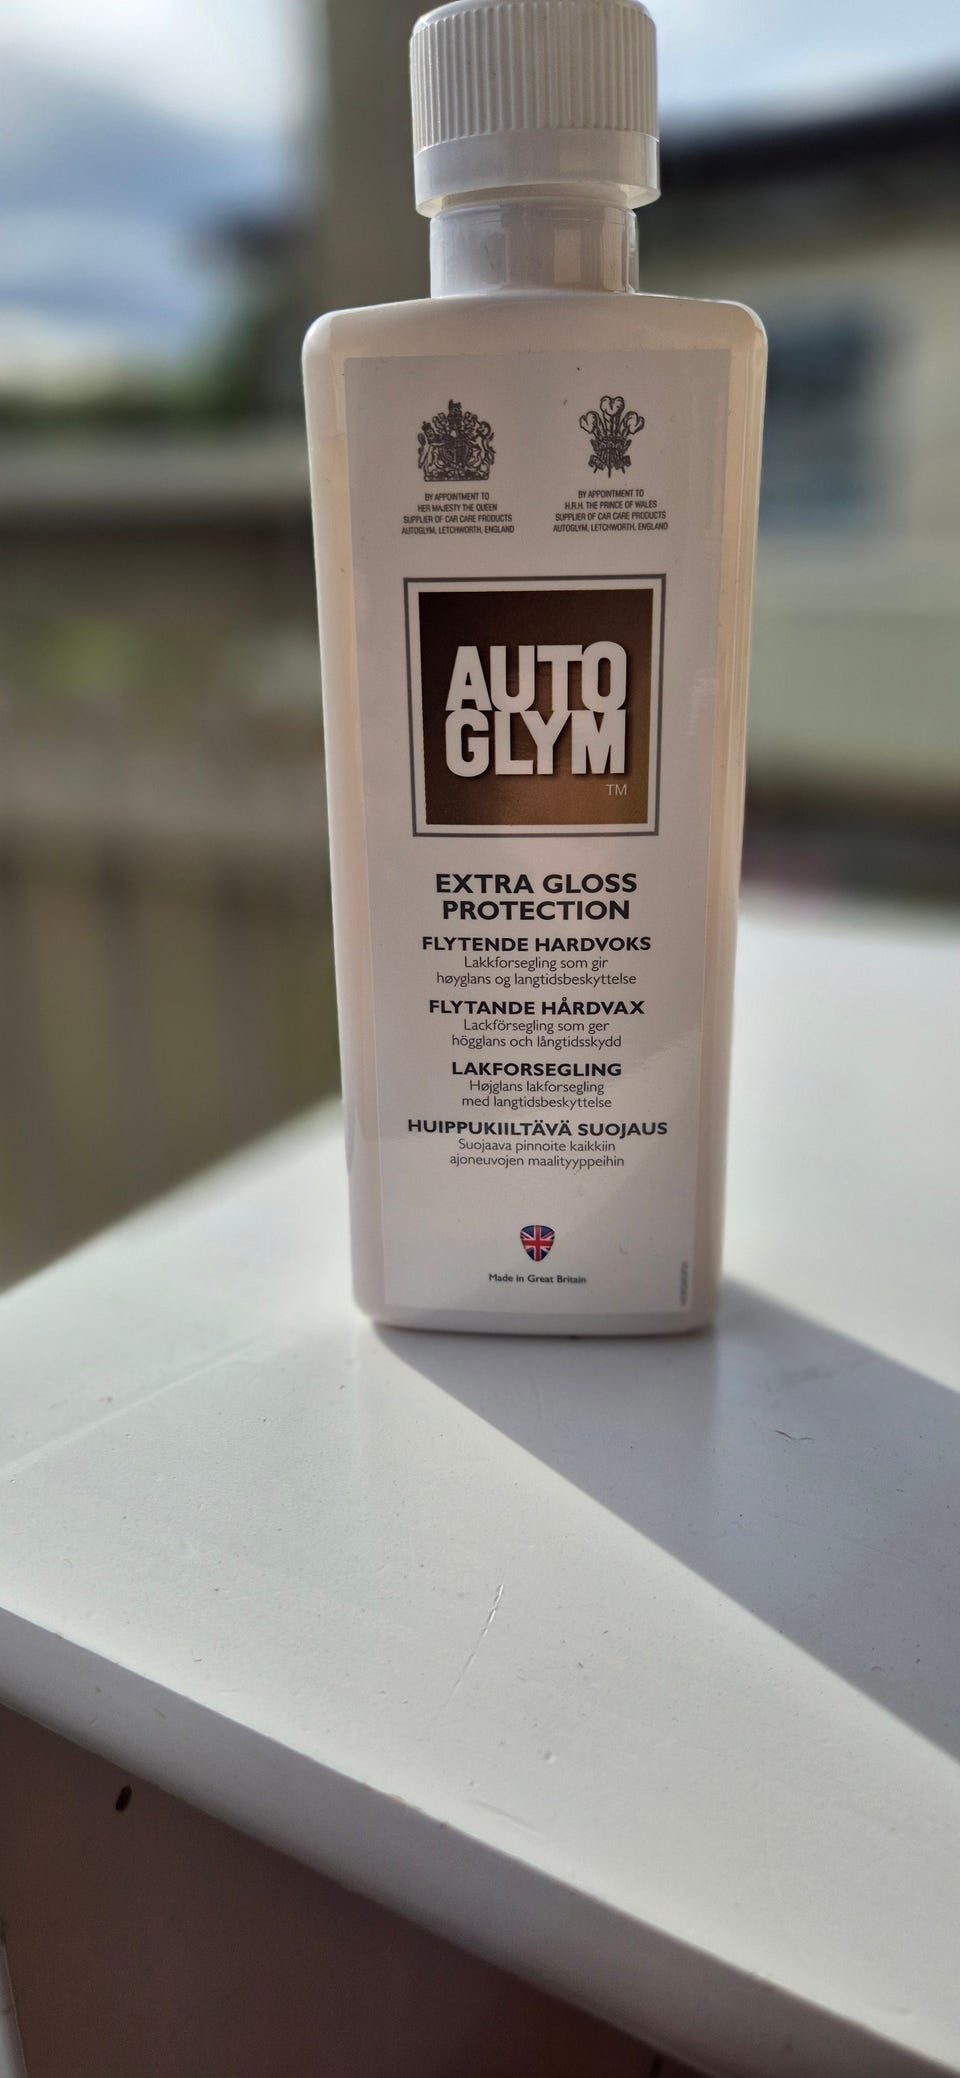 BY APPOINTMENT TO
HER MAJESTY THE QUEEN
SUPPLIER OF CAR CARE PRODUCTS
AUTOGLYM, LETCHWORTH, ENGLAND
BY APPOINTMENT TO
H.R.H. THE PRINCE OF WALES
SUPPLIER OF CAR CARE PRODUCTS
AUTOGLYM, LETCHWORTH, ENGLAND
AUTO
GLYM
TM
EXTRA GLOSS
PROTECTION
FLYTENDE HARDVOKS
Lakkforsegling som gir
høyglans og langtidsbeskyttelse
FLYTANDE HÅRDVAX
Lackförsegling som ger
högglans och långtidsskydd
LAKFORSEGLING
Højglans lakforsegling
med langtidsbeskyttelse
HUIPPUKIILTÄVÄ SUOJAUS
Suojaava pinnoite kaikkiin
ajoneuvojen maalityyppeihin
Made in Great Britain